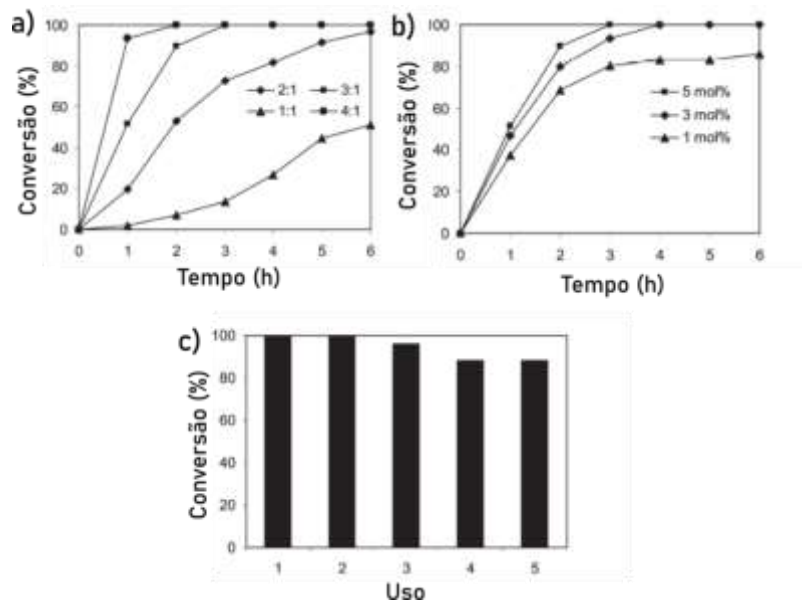 a)
Conversão (%)
100
80
60
40
20
0
2:1 3:1
1:1 4:1
0 1 2 3 4 5 6
Tempo (h)
b)
Conversão (%)
100
80
60
40
20
0
5 mol%
3 mol%
1 mol%
0 1 2 3 4 5 6
Tempo (h)
c)
Conversão (%)
100
80
60
40
20
0
1 2 3 4 5
Uso